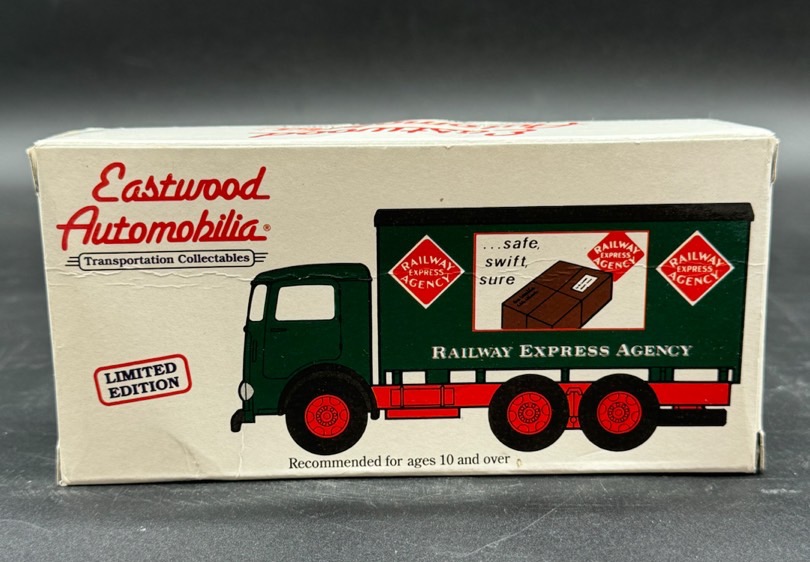 Eastwood
Automobilia®
Transportation Collectables
LIMITED
EDITION
...safe,
swift,
sure
RAILWAY
EXPRESS
AGENCY
RAILWAY
EXPRESS
AGENCY
RAILWAY
EXPRESS
AGENCY
RAILWAY EXPRESS AGENCY
Recommended for ages 10 and over